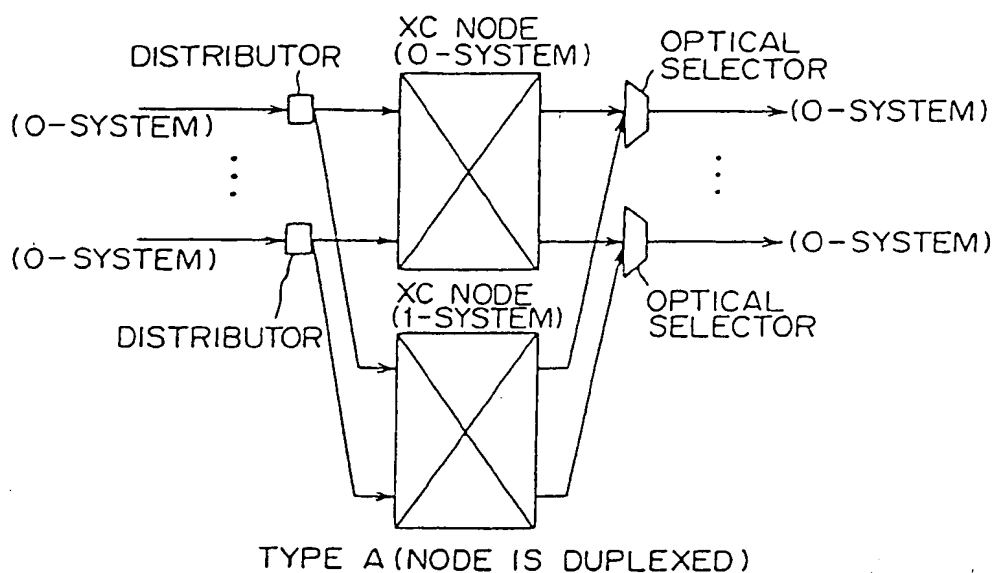 XC NODE
(0-SYSTEM)
OPTICAL
SELECTOR
DISTRIBUTOR
(0-SYSTEM)
(0-SYSTEM)
(0-SYSTEM)
(0-SYSTEM)
DISTRIBUTOR
XC NODE
(1-SYSTEM)
OPTICAL
SELECTOR
TYPE A (NODE IS DUPLEXED)